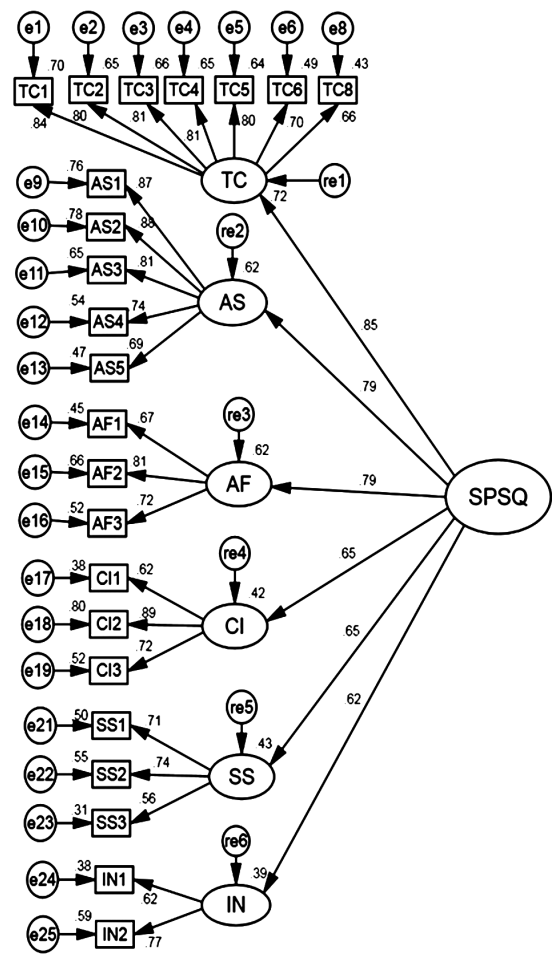 e1 e2 e3 e4 e5 e6 e8
.70 .65 .66 .65 .64 .49 .43
TC1 TC2 TC3 TC4 TC5 TC6 TC8
.84 .80 .81 .81 .80 .70 .66
TC re1
.72
e9 .76 AS1 .87
e10 .78 AS2 .88
re2
e11 .65 AS3 .81
.62
AS
e12 54 AS4 .74
e13 .47 AS5 .69
.85
.79
e14 .45 AF1 .67
re3
.62
e15 .66 AF2 .81
AF .79
SPSQ
e16 .52 AF3 .72
re4
e17 .38 CI1 .62
.42
.65
e18 .80 CI2 .89
CI
e19 .52 CI3 .72
.65
.62
e21 .50 SS1 .71
re5
.43
e22 .55 SS2 .74
SS
e23 .31 SS3 .56
re6
e24 .38 IN1 .62
.39
IN
e25 .59 IN2 .77